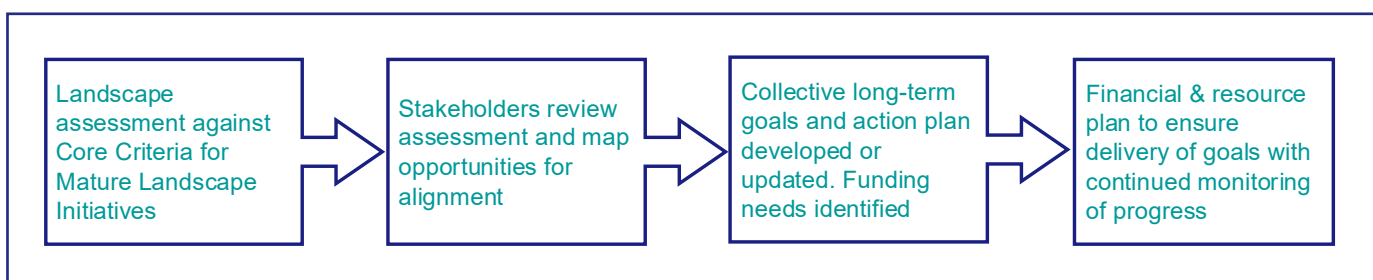 Landscape
assessment against
Core Criteria for
Mature Landscape
Initiatives
Stakeholders review
assessment and map
opportunities for
alignment
Collective long-term
goals and action plan
developed or
updated. Funding
needs identified
Financial & resource
plan to ensure
delivery of goals with
continued monitoring
of progress